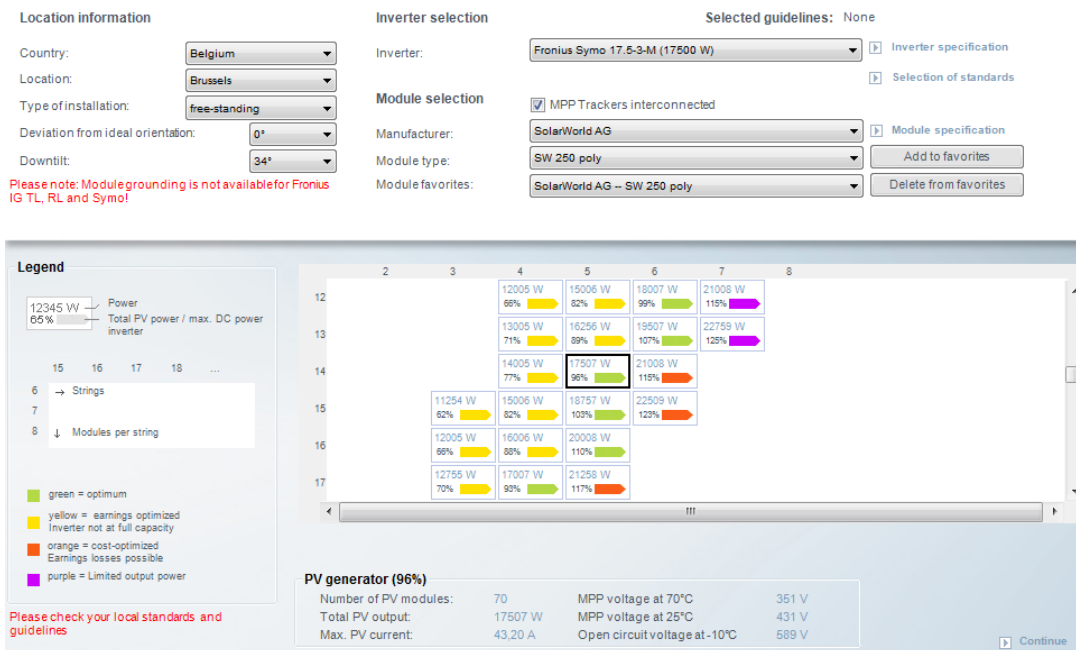 Location information
Country: Belgium
Location: Brussels
Type of installation: free-standing
Deviation from ideal orientation: 0°
Downtilt: 34°
Please note: Module grounding is not available for Fronius
IG TL, RL and Symo!
Inverter selection
Selected guidelines: None
Inverter: Fronius Symo 17.5-3-M (17500 W)
Inverter specification
Selection of standards
Module selection
MPP Trackers interconnected
Manufacturer: SolarWorld AG
Module specification
Module type: SW 250 poly
Add to favorites
Module favorites: SolarWorld AG -- SW 250 poly
Delete from favorites
Legend
12345 W
65%
Power
Total PV power / max. DC power
inverter
15 16 17 18 ...
6 → Strings
7
8 ↓ Modules per string
green = optimum
yellow = earnings optimized
Inverter not at full capacity
orange = cost-optimized
Earnings losses possible
purple = Limited output power
Please check your local standards and
guidelines
2 3 4 5 6 7 8
12 12005 W 15006 W 18007 W 21008 W
66% 82% 99% 115%
13 13005 W 16256 W 19507 W 22759 W
71% 89% 107% 125%
14 14005 W 17507 W 21008 W
77% 96% 115%
15 11254 W 15006 W 18757 W 22509 W
62% 82% 103% 123%
16 12005 W 16006 W 20008 W
66% 88% 110%
17 12755 W 17007 W 21258 W
70% 93% 117%
PV generator (96%)
Number of PV modules: 70 MPP voltage at 70°C 351 V
Total PV output: 17507 W MPP voltage at 25°C 431 V
Max. PV current: 43,20 A Open circuit voltage at -10°C 589 V
Continue